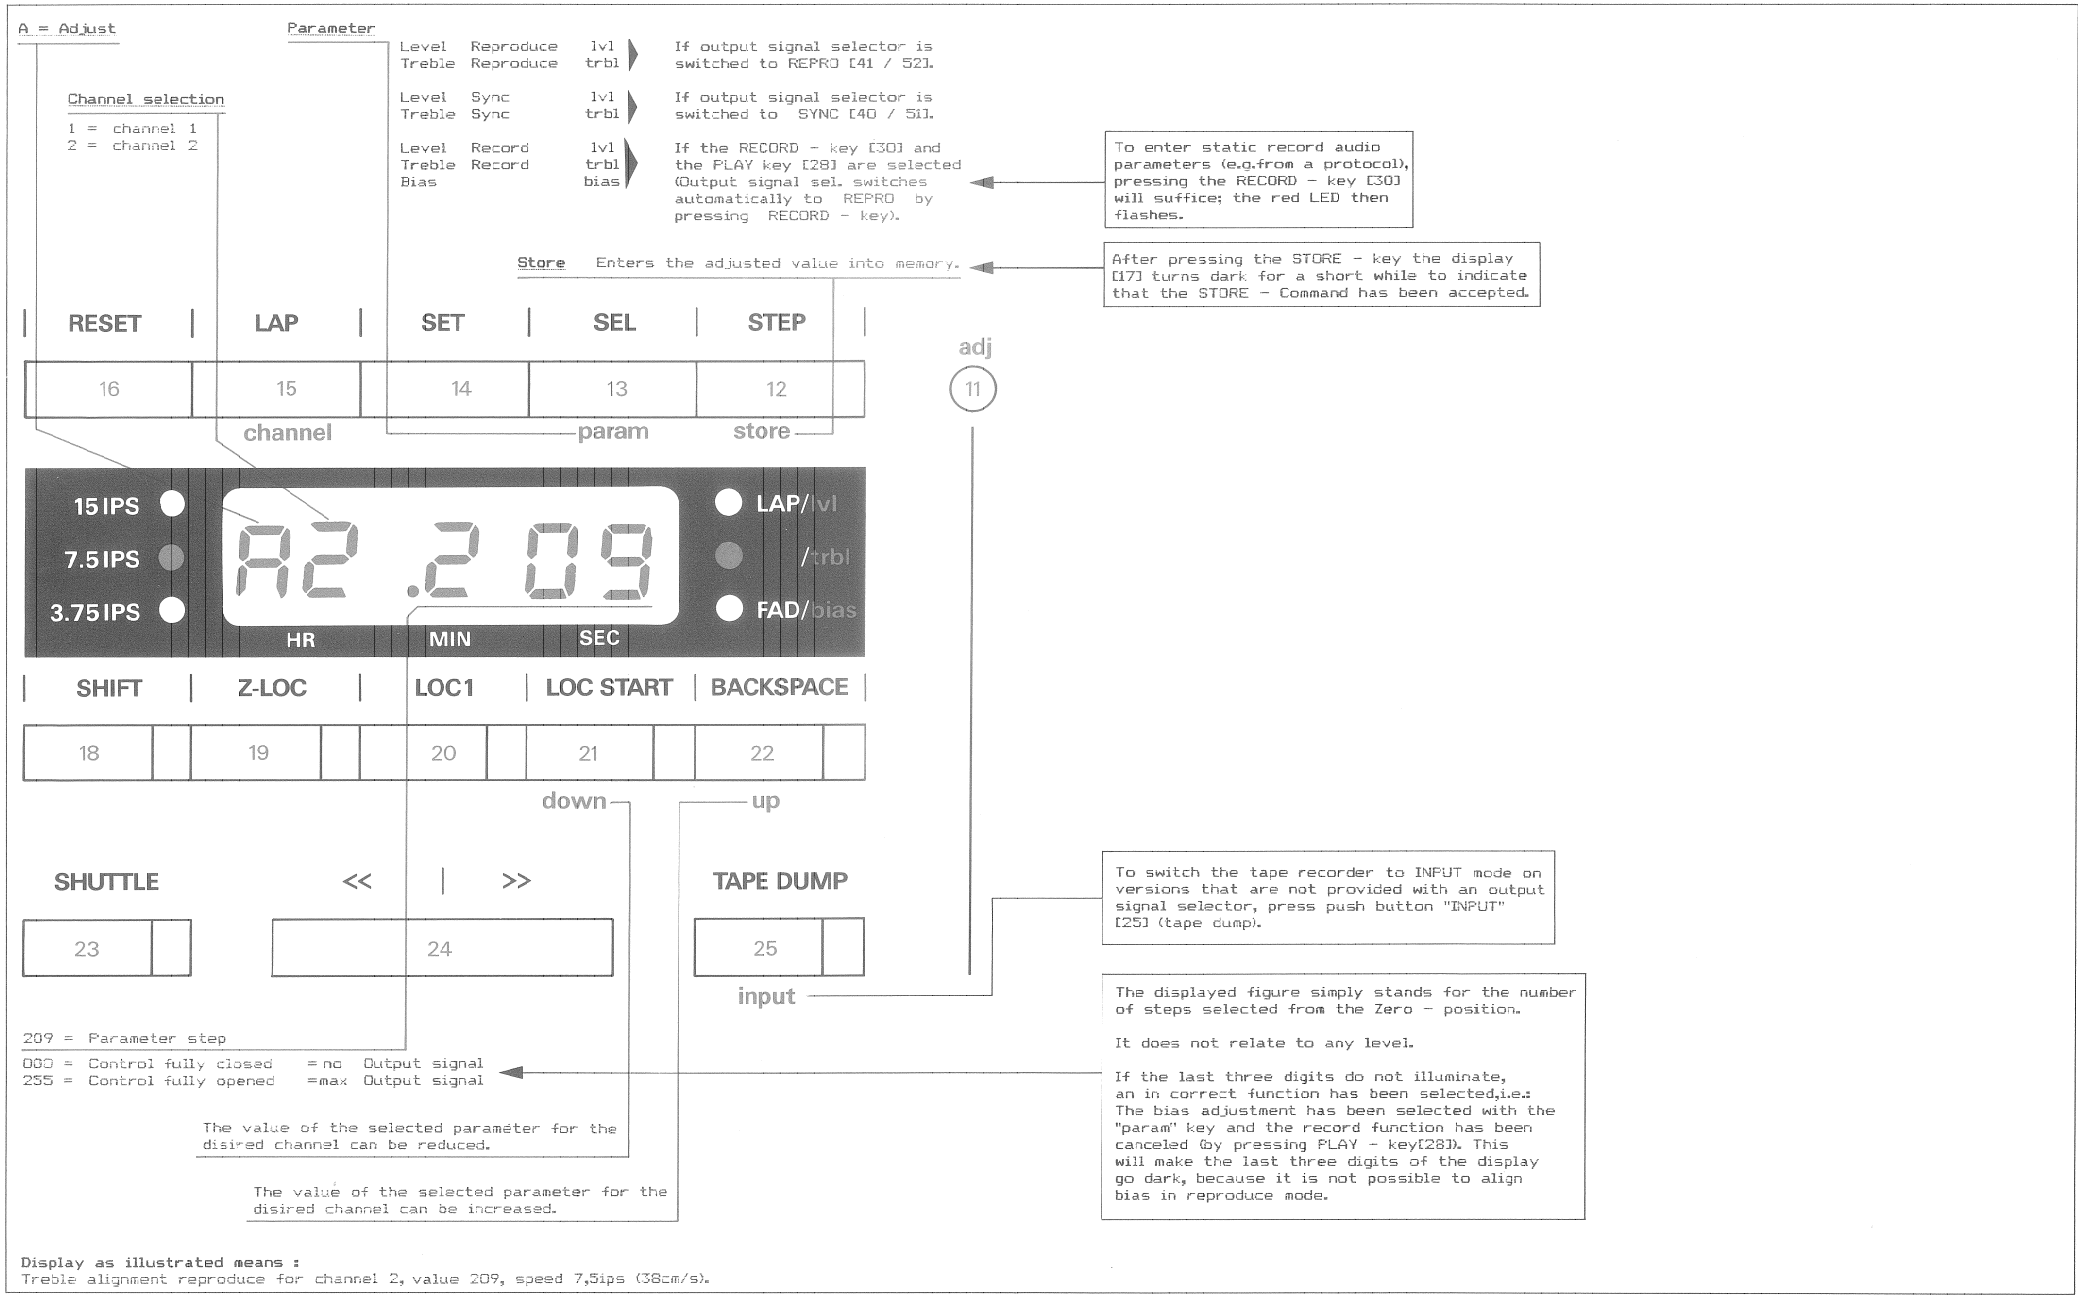 A = Adjust
Parameter
Level Reproduce lvl
Treble Reproduce trbl
If output signal selector is
switched to REPRO [41 / 52].
Channel selection
1 = channel 1
2 = channel 2
Level Sync lvl
Treble Sync trbl
If output signal selector is
switched to SYNC [40 / 51].
Level Record lvl
Treble Record trbl
Bias bias
If the RECORD - key [30] and
the PLAY key [28] are selected
(Output signal sel. switches
automatically to REPRO by
pressing RECORD - key).
To enter static record audio
parameters (e.g.from a protocol),
pressing the RECORD - key [30]
will suffice; the red LED then
flashes.
Store Enters the adjusted value into memory.
After pressing the STORE - key the display
[17] turns dark for a short while to indicate
that the STORE - Command has been accepted.
RESET LAP SET SEL STEP
adj
16 15 14 13 12 11
channel param store
15 IPS
7.5 IPS
3.75 IPS
A2 .2 09
HR MIN SEC
LAP/lvl
/trbl
FAD/bias
SHIFT Z-LOC LOC1 LOC START BACKSPACE
18 19 20 21 22
down up
SHUTTLE << | >> TAPE DUMP
23 24 25
input
To switch the tape recorder to INPUT mode on
versions that are not provided with an output
signal selector, press push button "INPUT"
[25] (tape dump).
209 = Parameter step
000 = Control fully closed = no Output signal
255 = Control fully opened =max Output signal
The displayed figure simply stands for the number
of steps selected from the Zero - position.
It does not relate to any level.
If the last three digits do not illuminate,
an in correct function has been selected,i.e.:
The bias adjustment has been selected with the
"param" key and the record function has been
canceled (by pressing PLAY - key[28]). This
will make the last three digits of the display
go dark, because it is not possible to align
bias in reproduce mode.
The value of the selected parameter for the
disired channel can be reduced.
The value of the selected parameter for the
disired channel can be increased.
Display as illustrated means :
Treble alignment reproduce for channel 2, value 209, speed 7,5ips (38cm/s).